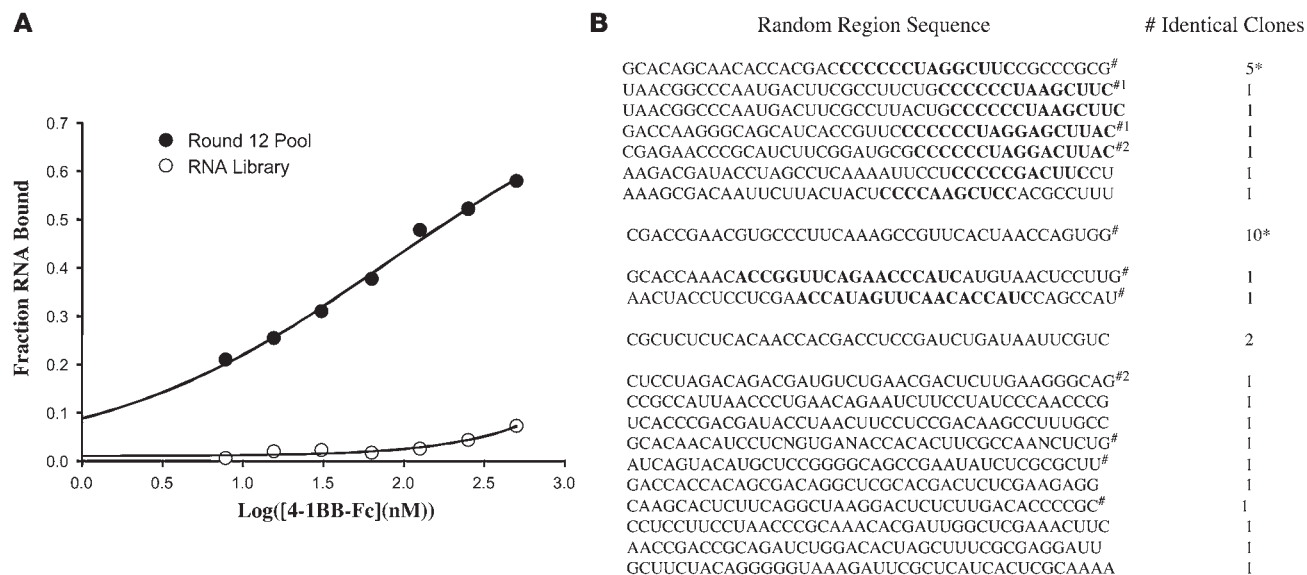 A
Fraction RNA Bound
0.7
0.6
0.5
0.4
0.3
0.2
0.1
0.0
Round 12 Pool
RNA Library
0.0 0.5 1.0 1.5 2.0 2.5 3.0
Log([4-1BB-Fc](nM))
B
Random Region Sequence # Identical Clones
GCACAGCAACACCACGACCCCCCCUAGGCUUCCGCCCGCG# 5*
UAACGGCCCAAUGACUUCGCCUUCUGCCCCCCUAAGCUUC#1 1
UAACGGCCCAAUGACUUCGCCUUACUGCCCCCCUAAGCUUC 1
GACCAAGGGCAGCAUCACCGUUCCCCCCCUAGGAGCUUAC#1 1
CGAGAACCCGCAUCUUCGGAUGCGCCCCCCUAGGACUUAC#2 1
AAGACGAUACCUAGCCUCAAAAUUCCUCCCCCGACUUCCU 1
AAAGCGACAAUUCUUACUACUCCCCAAGCUCCACGCCUUU 1
CGACCGAACGUGCCCUUCAAAGCCGUUCACUAACCAGUGG# 10*
GCACCAAACACCGGUUCAGAACCCAUCAUGUAACUCCUUG# 1
AACUACCUCCUCGAACCAUAGUUCAACACCAUCCAGCCAU# 1
CGCUCUCUCACAACCACGACCUCCGAUCUGAUAAUUCGUC 2
CUCCUAGACAGACGAUGUCUGAACGACUCUUGAAGGGCAG#2 1
CCGCCAUUAACCCUGAACAGAAUCUUCCUAUCCCAACCCG 1
UCACCCGACGAUACCUAACUUCCUCCGACAAGCCUUUGCC 1
GCACAACAUCCUCNGUGANACCACACUUCGCCAANCUCUG# 1
AUCAGUACAUGCUCCGGGGCAGCCGAAUAUCUCGCGCUU# 1
GACCACCACAGCGACAGGCUCGCACGACUCUCGAAGAGG 1
CAAGCACUCUUCAGGCUAAGGACUCUCUUGACACCCCGC# 1
CCUCCUUCCUAACCCGCAAACACGAUUGGCUCGAAACUUC 1
AACCGACCGCAGAUCUGGACACUAGCUUUCGCGAGGAUU 1
GCUUCUACAGGGGGUAAAGAUUCGCUCAUCACUCGCAAAA 1